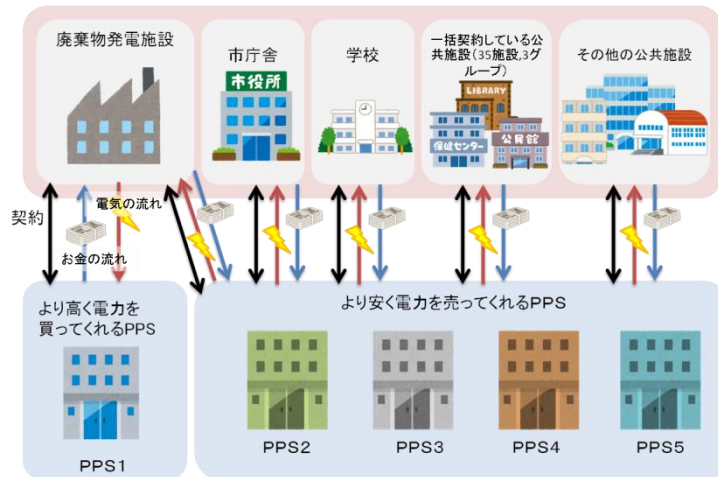 廃棄物発電施設
市庁舎
市役所
学校
一括契約している公
共施設(35施設,3グ
ループ)
LIBRARY
保健センター
公民館
その他の公共施設
契約
電気の流れ
お金の流れ
より高く電力を
買ってくれるPPS
PPS1
より安く電力を売ってくれるPPS
PPS2
PPS3
PPS4
PPS5